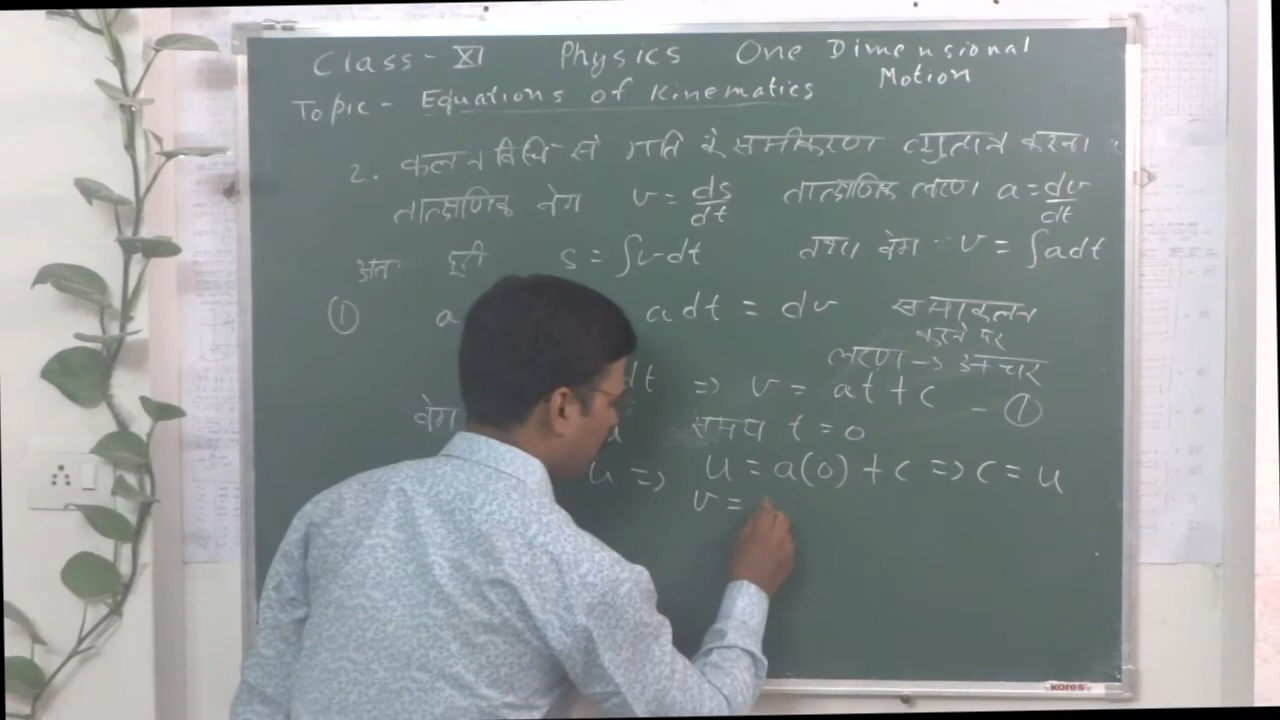 Class - XI Physics One Dimensional Motion
Topic - Equations of Kinematics
2. कलन विधि से गति के समीकरण व्युत्पन्न करना
तात्क्षणिक वेग v = ds/dt तात्क्षणिक त्वरण a = dv/dt
अतः दूरी s = ∫v dt तथा वेग v = ∫a dt
① a adt = dv समाकलन करने पर
त्वरण → अचर
dt ⇒ v = at + c - ①
वेग u समय t = 0
u ⇒ u = a(0) + c ⇒ c = u
v =
kores